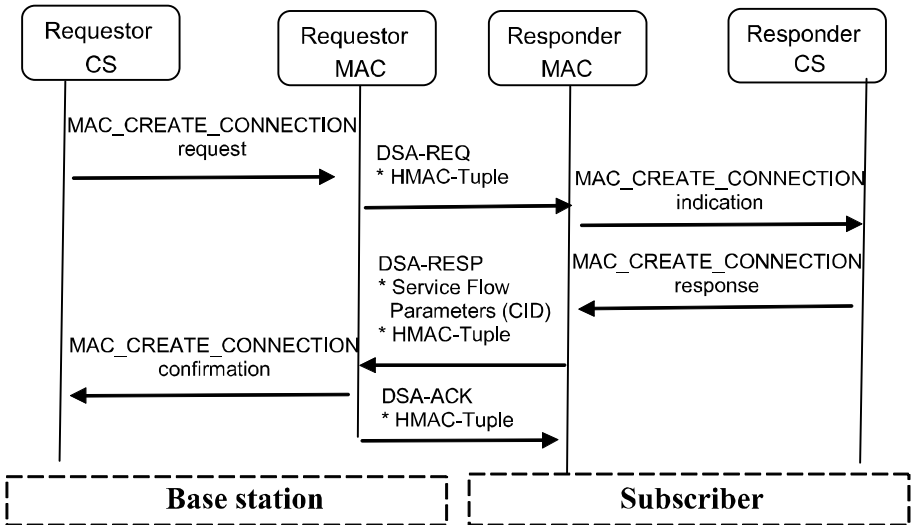 Requestor
CS
Requestor
MAC
Responder
MAC
Responder
CS
MAC_CREATE_CONNECTION
request
DSA-REQ
* HMAC-Tuple
MAC_CREATE_CONNECTION
indication
DSA-RESP
* Service Flow
Parameters (CID)
* HMAC-Tuple
MAC_CREATE_CONNECTION
response
MAC_CREATE_CONNECTION
confirmation
DSA-ACK
* HMAC-Tuple
Base station
Subscriber